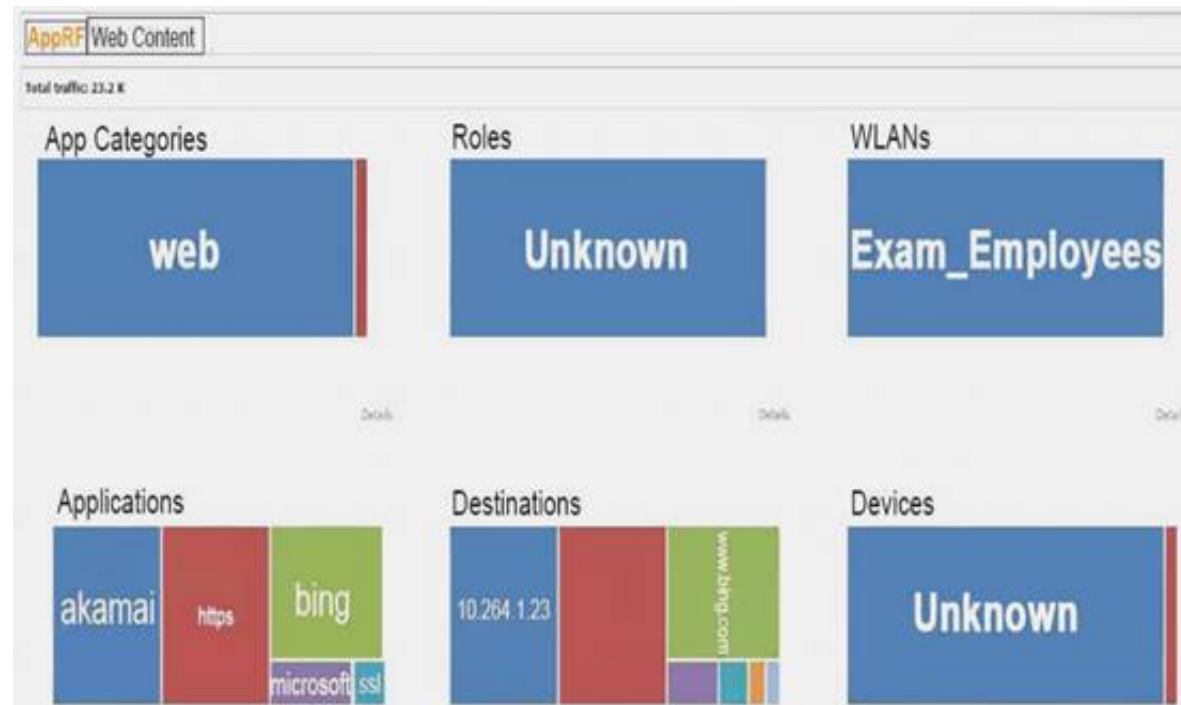 AppRF Web Content
Total traffic: 23.2 K
App Categories Roles WLANs
web Unknown Exam_Employees
Details Details Detail
Applications Destinations Devices
akamai https bing 10.264.1.23 www.bing.com Unknown
microsoft ssl